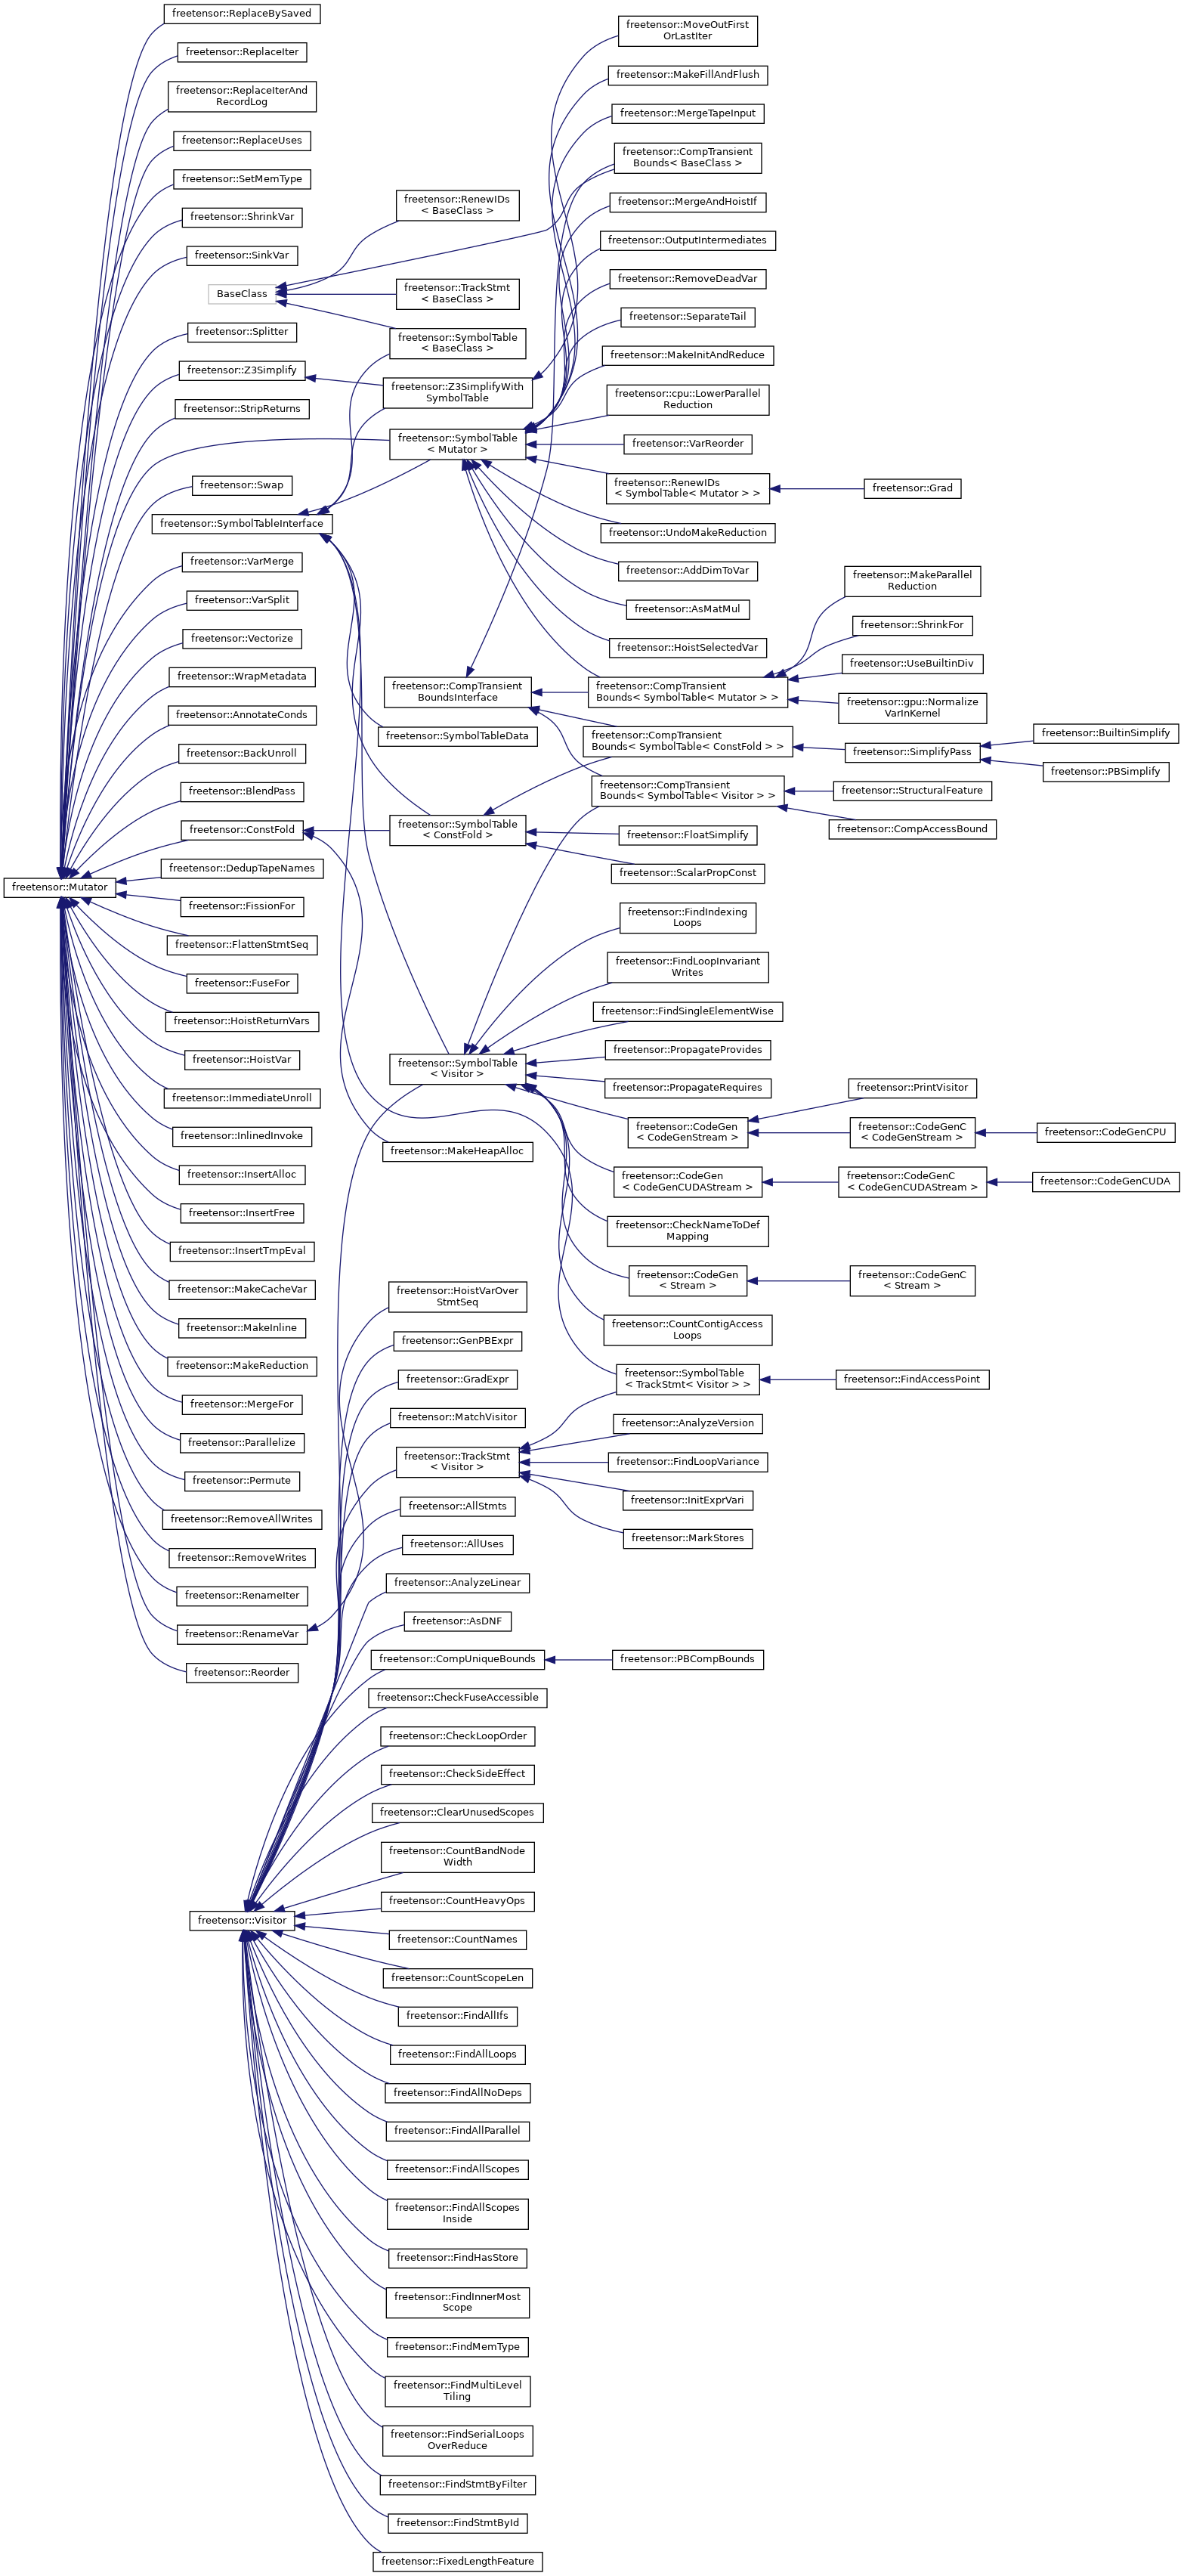 freetensor::ReplaceBySaved
freetensor::ReplaceIter
freetensor::ReplaceIterAnd
RecordLog
freetensor::ReplaceUses
freetensor::SetMemType
freetensor::ShrinkVar
freetensor::SinkVar
BaseClass
freetensor::Splitter
freetensor::Z3Simplify
freetensor::StripReturns
freetensor::Swap
freetensor::SymbolTableInterface
freetensor::VarMerge
freetensor::VarSplit
freetensor::Vectorize
freetensor::WrapMetadata
freetensor::AnnotateConds
freetensor::BackUnroll
freetensor::BlendPass
freetensor::ConstFold
freetensor::DedupTapeNames
freetensor::Mutator
freetensor::FissionFor
freetensor::FlattenStmtSeq
freetensor::FuseFor
freetensor::HoistReturnVars
freetensor::HoistVar
freetensor::ImmediateUnroll
freetensor::InlinedInvoke
freetensor::InsertAlloc
freetensor::InsertFree
freetensor::InsertTmpEval
freetensor::MakeCacheVar
freetensor::MakeInline
freetensor::MakeReduction
freetensor::MergeFor
freetensor::Parallelize
freetensor::Permute
freetensor::RemoveAllWrites
freetensor::RemoveWrites
freetensor::RenameIter
freetensor::RenameVar
freetensor::Reorder
freetensor::Visitor
freetensor::RenewIDs
< BaseClass >
freetensor::TrackStmt
< BaseClass >
freetensor::SymbolTable
< BaseClass >
freetensor::Z3SimplifyWith
SymbolTable
freetensor::SymbolTable
< Mutator >
freetensor::CompTransient
BoundsInterface
freetensor::SymbolTableData
freetensor::SymbolTable
< ConstFold >
freetensor::SymbolTable
< Visitor >
freetensor::MakeHeapAlloc
freetensor::HoistVarOver
StmtSeq
freetensor::GenPBExpr
freetensor::GradExpr
freetensor::MatchVisitor
freetensor::TrackStmt
< Visitor >
freetensor::AllStmts
freetensor::AllUses
freetensor::AnalyzeLinear
freetensor::AsDNF
freetensor::CompUniqueBounds
freetensor::CheckFuseAccessible
freetensor::CheckLoopOrder
freetensor::CheckSideEffect
freetensor::ClearUnusedScopes
freetensor::CountBandNode
Width
freetensor::CountHeavyOps
freetensor::CountNames
freetensor::CountScopeLen
freetensor::FindAllIfs
freetensor::FindAllLoops
freetensor::FindAllNoDeps
freetensor::FindAllParallel
freetensor::FindAllScopes
freetensor::FindAllScopes
Inside
freetensor::FindHasStore
freetensor::FindInnerMost
Scope
freetensor::FindMemType
freetensor::FindMultiLevel
Tiling
freetensor::FindSerialLoops
OverReduce
freetensor::FindStmtByFilter
freetensor::FindStmtById
freetensor::FixedLengthFeature
freetensor::MoveOutFirst
OrLastIter
freetensor::MakeFillAndFlush
freetensor::MergeTapeInput
freetensor::CompTransient
Bounds< BaseClass >
freetensor::MergeAndHoistIf
freetensor::OutputIntermediates
freetensor::RemoveDeadVar
freetensor::SeparateTail
freetensor::MakeInitAndReduce
freetensor::cpu::LowerParallel
Reduction
freetensor::VarReorder
freetensor::RenewIDs
< SymbolTable< Mutator > >
freetensor::UndoMakeReduction
freetensor::AddDimToVar
freetensor::AsMatMul
freetensor::HoistSelectedVar
freetensor::CompTransient
Bounds< SymbolTable< Mutator > >
freetensor::CompTransient
Bounds< SymbolTable< ConstFold > >
freetensor::CompTransient
Bounds< SymbolTable< Visitor > >
freetensor::FloatSimplify
freetensor::ScalarPropConst
freetensor::FindIndexing
Loops
freetensor::FindLoopInvariant
Writes
freetensor::FindSingleElementWise
freetensor::PropagateProvides
freetensor::PropagateRequires
freetensor::CodeGen
< CodeGenStream >
freetensor::CodeGen
< CodeGenCUDAStream >
freetensor::CheckNameToDef
Mapping
freetensor::CodeGen
< Stream >
freetensor::CountContigAccess
Loops
freetensor::SymbolTable
< TrackStmt< Visitor > >
freetensor::AnalyzeVersion
freetensor::FindLoopVariance
freetensor::InitExprVari
freetensor::MarkStores
freetensor::PBCompBounds
freetensor::Grad
freetensor::MakeParallel
Reduction
freetensor::ShrinkFor
freetensor::UseBuiltinDiv
freetensor::gpu::Normalize
VarInKernel
freetensor::SimplifyPass
freetensor::StructuralFeature
freetensor::CompAccessBound
freetensor::PrintVisitor
freetensor::CodeGenC
< CodeGenStream >
freetensor::CodeGenC
< CodeGenCUDAStream >
freetensor::CodeGenC
< Stream >
freetensor::FindAccessPoint
freetensor::BuiltinSimplify
freetensor::PBSimplify
freetensor::CodeGenCPU
freetensor::CodeGenCUDA